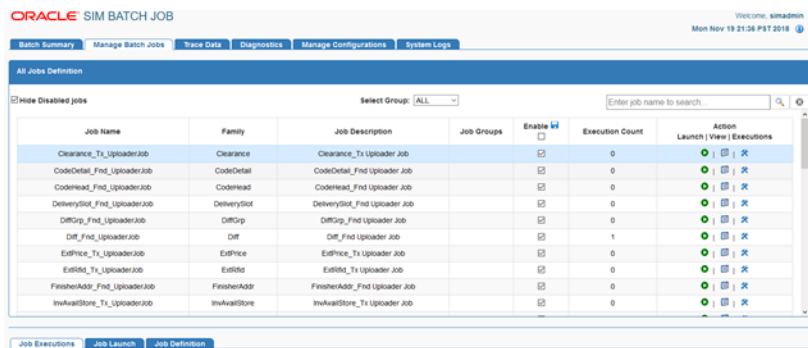 ORACLE SIM BATCH JOB
Welcome, simadmin
Mon Nov 19 21:36 PST 2018
Batch Summary Manage Batch Jobs Trace Data Diagnostics Manage Configurations System Logs
All Jobs Definition
Hide Disabled jobs Select Group: ALL Enter job name to search...
Job Name Family Job Description Job Groups Enable Execution Count Action
Launch | View | Executions
Clearance_Tx_UploaderJob Clearance Clearance_Tx Uploader Job 0
CodeDetail_Fnd_UploaderJob CodeDetail CodeDetail_Fnd Uploader Job 0
CodeHead_Fnd_UploaderJob CodeHead CodeHead_Fnd Uploader Job 0
DeliverySlot_Fnd_UploaderJob DeliverySlot DeliverySlot_Fnd Uploader Job 0
DiffGrp_Fnd_UploaderJob DiffGrp DiffGrp_Fnd Uploader Job 0
Diff_Fnd_UploaderJob Diff Diff_Fnd Uploader Job 1
ExtPrice_Tx_UploaderJob ExtPrice ExtPrice_Tx Uploader Job 0
ExtRfid_Tx_UploaderJob ExtRfid ExtRfid_Tx Uploader Job 0
FinisherAddr_Fnd_UploaderJob FinisherAddr FinisherAddr_Fnd Uploader Job 0
InvAvailStore_Tx_UploaderJob InvAvailStore InvAvailStore_Tx Uploader Job 0
Job Executions Job Launch Job Definition